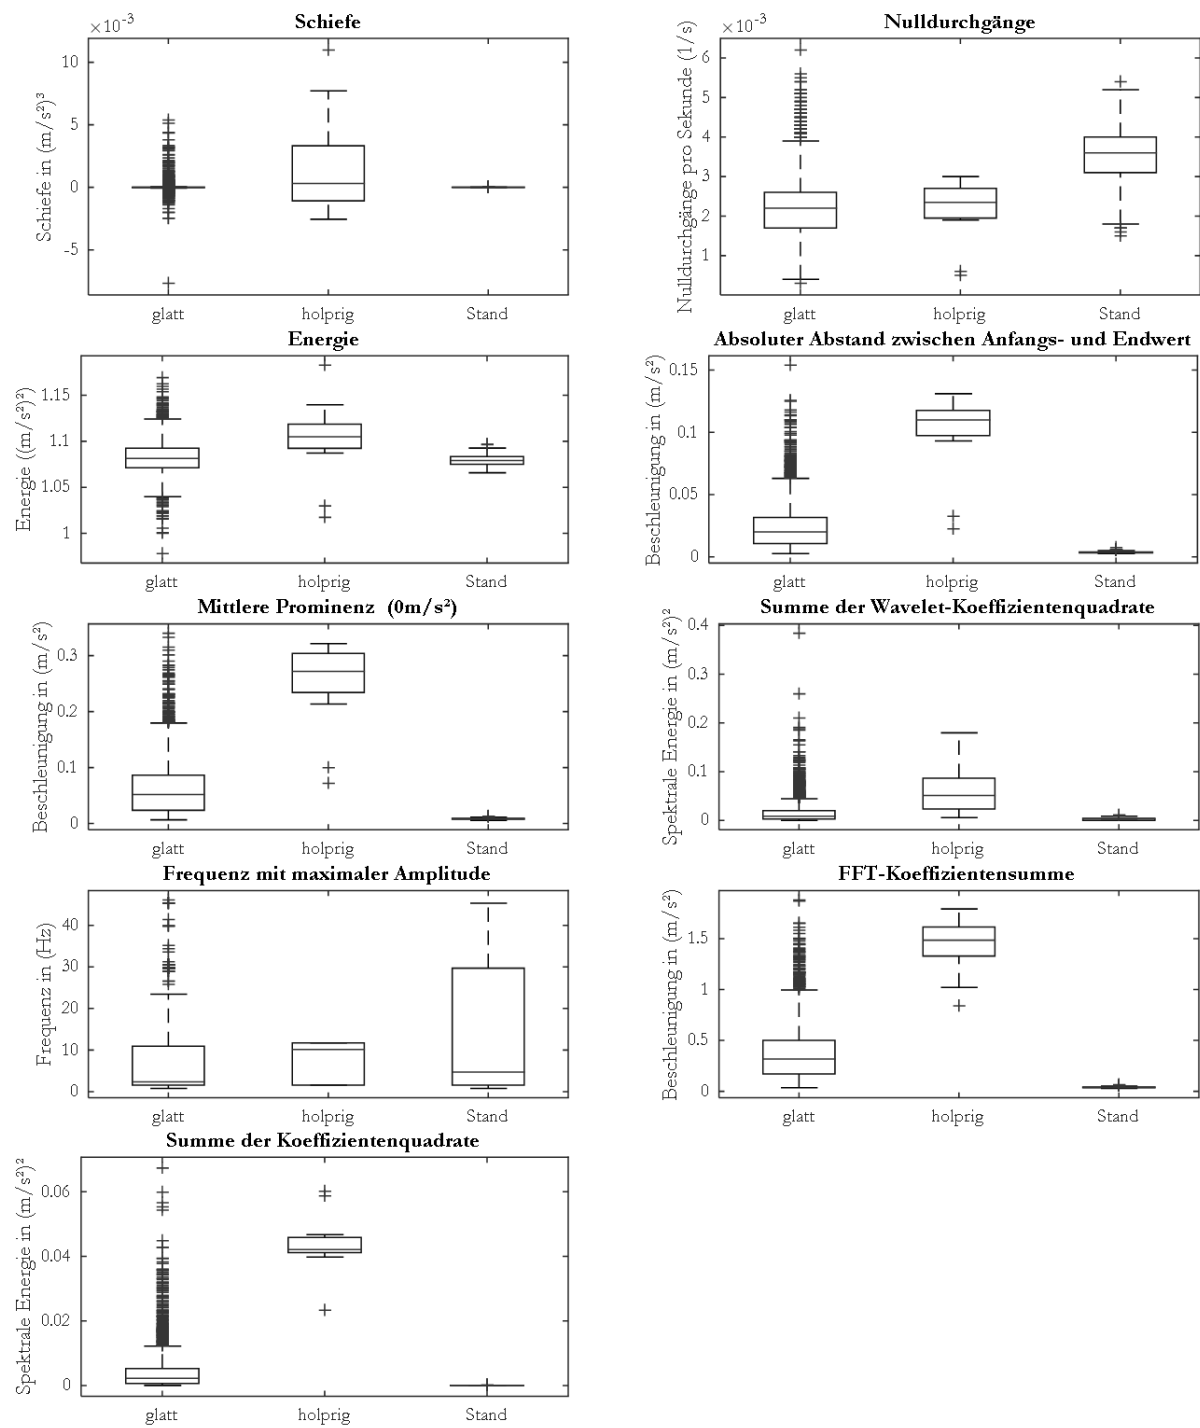 Schiefe
×10⁻³
Schiefe in (m/s²)³
10
5
0
-5
glatt holprig Stand
Nulldurchgänge
×10⁻³
Nulldurchgänge pro Sekunde (1/s)
6
5
4
3
2
1
glatt holprig Stand
Energie
Energie ((m/s²)²)
1.15
1.1
1.05
1
glatt holprig Stand
Absoluter Abstand zwischen Anfangs- und Endwert
Beschleunigung in (m/s²)
0.15
0.1
0.05
0
glatt holprig Stand
Mittlere Prominenz (0m/s²)
Beschleunigung in (m/s²)
0.3
0.2
0.1
0
glatt holprig Stand
Summe der Wavelet-Koeffizientenquadrate
Spektrale Energie in (m/s²)²
0.4
0.3
0.2
0.1
0
glatt holprig Stand
Frequenz mit maximaler Amplitude
Frequenz in (Hz)
40
30
20
10
0
glatt holprig Stand
FFT-Koeffizientensumme
Beschleunigung in (m/s²)
1.5
1
0.5
0
glatt holprig Stand
Summe der Koeffizientenquadrate
Spektrale Energie in (m/s²)²
0.06
0.04
0.02
0
glatt holprig Stand